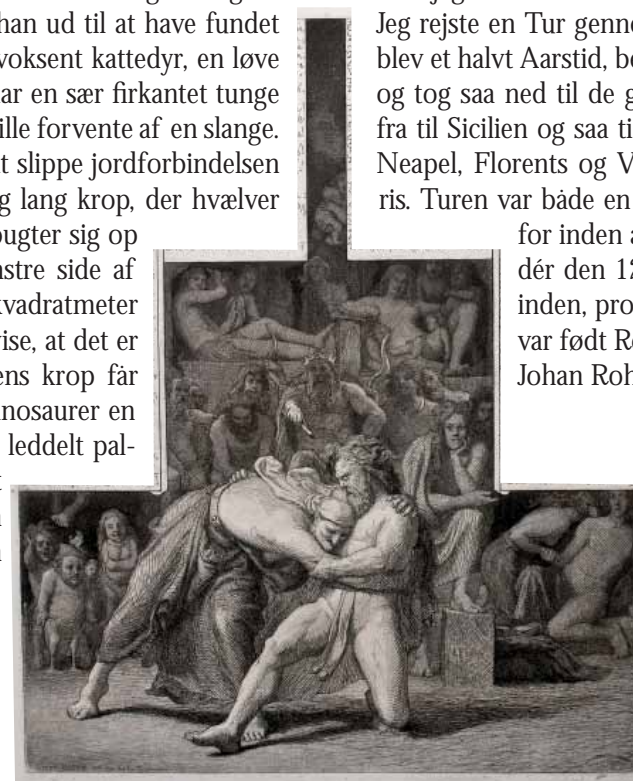 han ud til at have fundet
voksent kattedyr, en løve
ar en sær firkantet tunge
ille forvente af en slange.
t slippe jordforbindelsen
g lang krop, der hvælver
ugter sig op
nstre side af
kvadratmeter
ise, at det er
ens krop får
nosaurer en
leddelt pal-
Jeg rejste en Tur genne
blev et halvt Aarstid, be
og tog saa ned til de g
fra til Sicilien og saa ti
Neapel, Florents og V
ris. Turen var både en
for inden a
dér den 12
inden, pro
var født Ro
Johan Roh